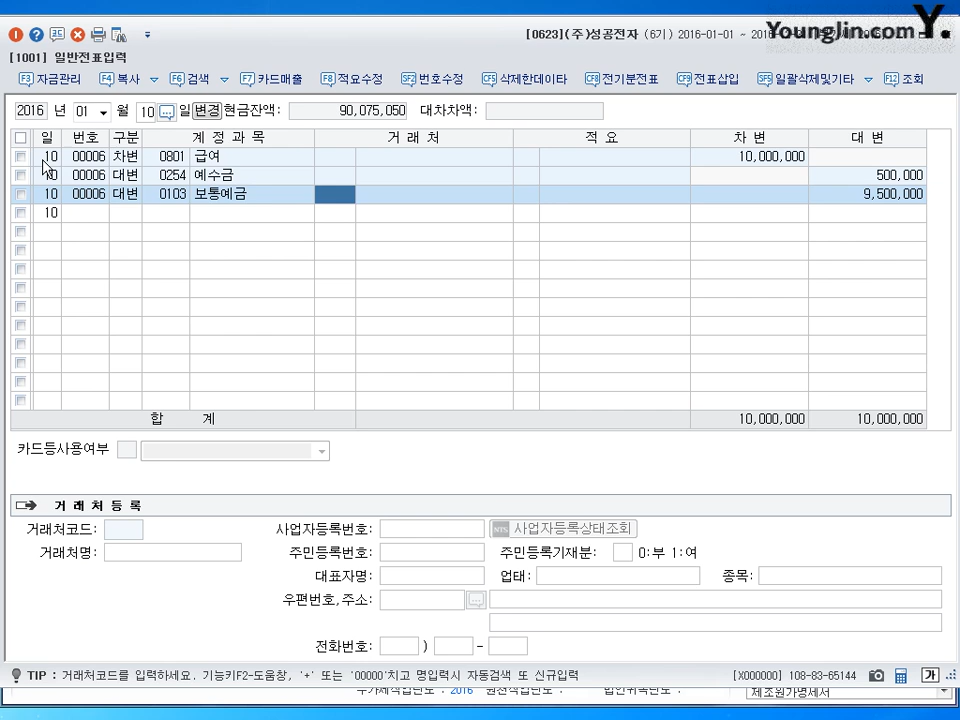 [0623](주)성공전자 (6기) 2016-01-01 ~ 2016-
Younglin.com Y.
[1001] 일반전표입력
F3 자금관리 F4 복사 F6 검색 F7 카드매출 F8 적요수정 SF2 번호수정 CF5 삭제한데이타 CF8 전기분전표 CF9 전표삽입 SF5 일괄삭제및기타 F12 조회
2016 년 01 월 10 일 변경 현금잔액: 90,075,050 대차차액:
일 번호 구분 계 정 과 목 거 래 처 적 요 차 변 대 변
10 00006 차변 0801 급여 10,000,000
10 00006 대변 0254 예수금 500,000
10 00006 대변 0103 보통예금 9,500,000
10
합 계 10,000,000 10,000,000
카드등사용여부
거 래 처 등 록
거래처코드: 사업자등록번호: NTS 사업자등록상태조회
거래처명: 주민등록번호: 주민등록기재분: 0:부 1:여
대표자명: 업태: 종목:
우편번호,주소:
전화번호: ) -
TIP : 거래처코드를 입력하세요. 기능키F2-도움창, '+' 또는 '00000'치고 명입력시 자동검색 또 신규입력 [X000000] 108-83-65144 가
2016 제조원가명세서